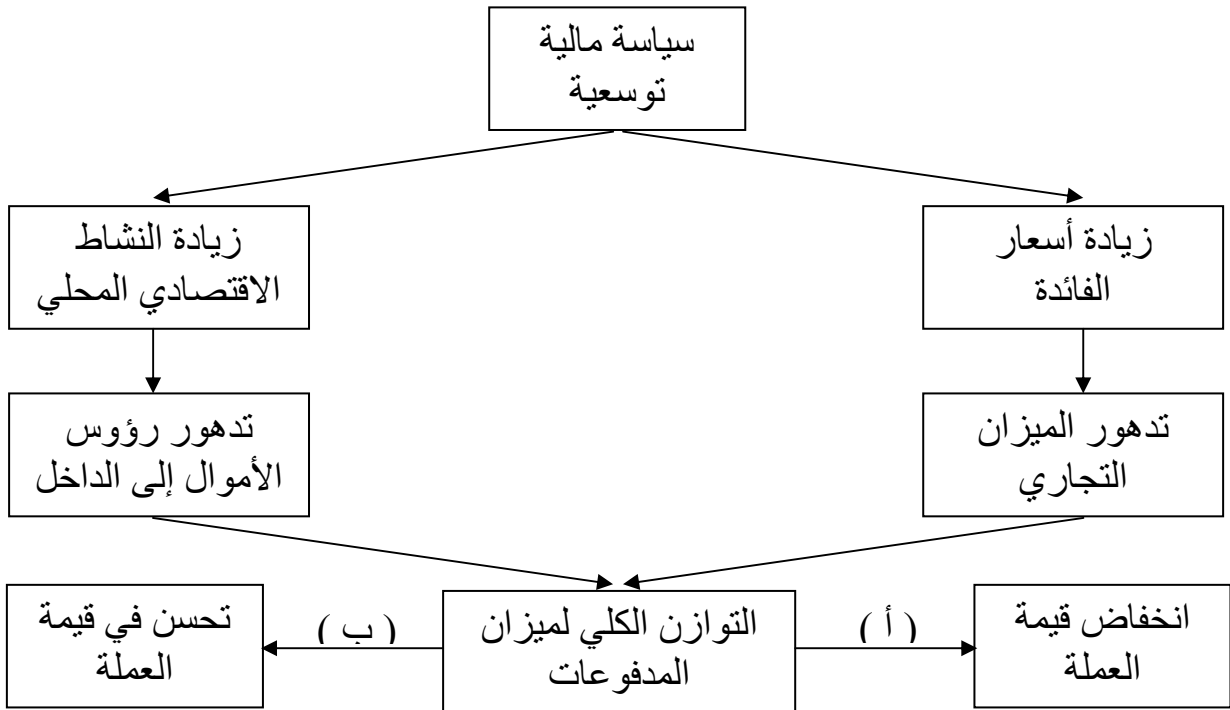 سياسة مالية
توسعية
زيادة أسعار
الفائدة
زيادة النشاط
الاقتصادي المحلي
تدهور الميزان
التجاري
تدهور رؤوس
الأموال إلى الداخل
انخفاض قيمة
العملة
( أ )
التوازن الكلي لميزان
المدفوعات
( ب )
تحسن في قيمة
العملة